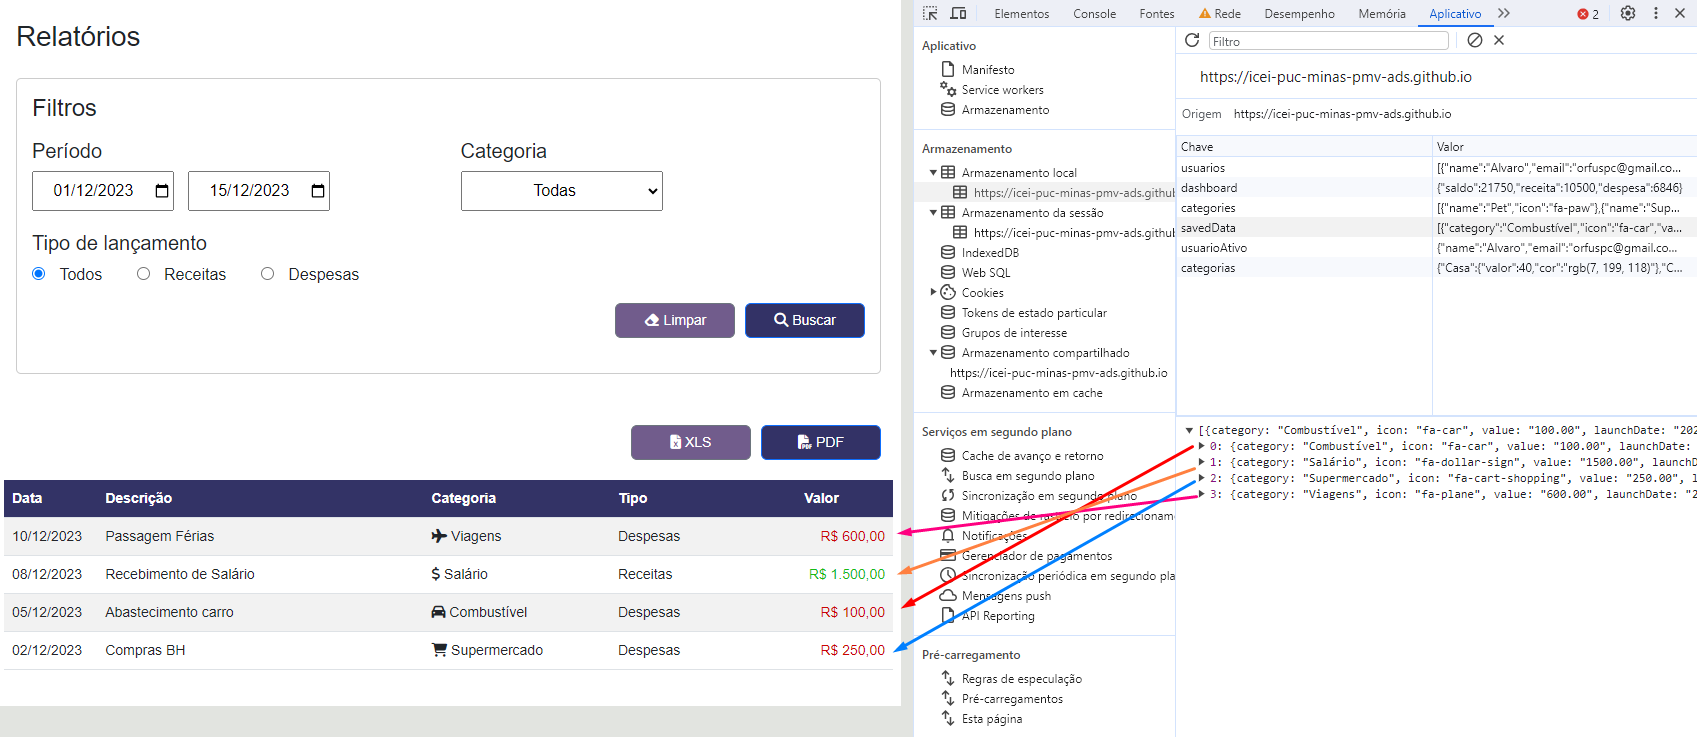 Relatórios
Filtros
Período
Categoria
01/12/2023
15/12/2023
Todas
Tipo de lançamento
Todos
Receitas
Despesas
Limpar
Buscar
XLS
PDF
Data Descrição Categoria Tipo Valor
10/12/2023 Passagem Férias Viagens Despesas R$ 600,00
08/12/2023 Recebimento de Salário Salário Receitas R$ 1.500,00
05/12/2023 Abastecimento carro Combustível Despesas R$ 100,00
02/12/2023 Compras BH Supermercado Despesas R$ 250,00
Elementos Console Fontes Rede Desempenho Memória Aplicativo 2
Aplicativo
Manifesto
Service workers
Armazenamento
Armazenamento
Armazenamento local
https://icei-puc-minas-pmv-ads.github
Armazenamento da sessão
https://icei-puc-minas-pmv-ads.github
IndexedDB
Web SQL
Cookies
Tokens de estado particular
Grupos de interesse
Armazenamento compartilhado
https://icei-puc-minas-pmv-ads.github.io
Armazenamento em cache
Serviços em segundo plano
Cache de avanço e retorno
Busca em segundo plano
Sincronização em segundo plano
Mitigações de rastreio por redirecionam
Notificações
Gerenciador de pagamentos
Sincronização periódica em segundo pla
Mensagens push
API Reporting
Pré-carregamento
Regras de especulação
Pré-carregamentos
Esta página
Filtro
https://icei-puc-minas-pmv-ads.github.io
Origem https://icei-puc-minas-pmv-ads.github.io
Chave Valor
usuarios [{"name":"Alvaro","email":"orfuspc@gmail.co...
dashboard {"saldo":21750,"receita":10500,"despesa":6846}
categories [{"name":"Pet","icon":"fa-paw"},{"name":"Sup...
savedData [{"category":"Combustível","icon":"fa-car","va...
usuarioAtivo {"name":"Alvaro","email":"orfuspc@gmail.co...
categorias {"Casa":{"valor":40,"cor":"rgb(7, 199, 118)"},"C...
[{category: "Combustível", icon: "fa-car", value: "100.00", launchDate: "202
0: {category: "Combustível", icon: "fa-car", value: "100.00", launchDate:
1: {category: "Salário", icon: "fa-dollar-sign", value: "1500.00", launchD
2: {category: "Supermercado", icon: "fa-cart-shopping", value: "250.00", l
3: {category: "Viagens", icon: "fa-plane", value: "600.00", launchDate: "2